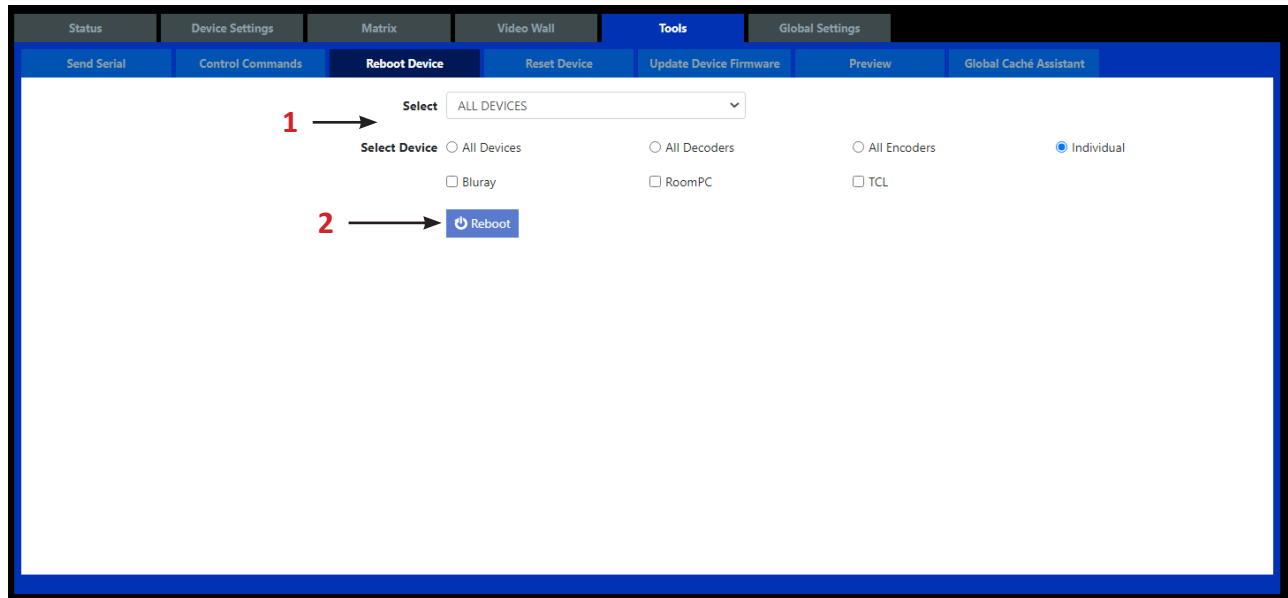 Status Device Settings Matrix Video Wall Tools Global Settings
Send Serial Control Commands Reboot Device Reset Device Update Device Firmware Preview Global Caché Assistant
Select ALL DEVICES
1
Select Device All Devices All Decoders All Encoders Individual
Bluray RoomPC TCL
2 Reboot